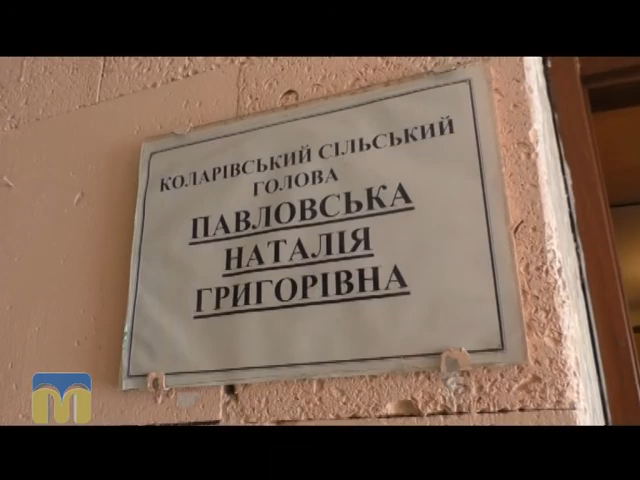 КОЛАРІВСЬКИЙ СІЛЬСЬКИЙ
ГОЛОВА
ПАВЛОВСЬКА
НАТАЛІЯ
ГРИГОРІВНА